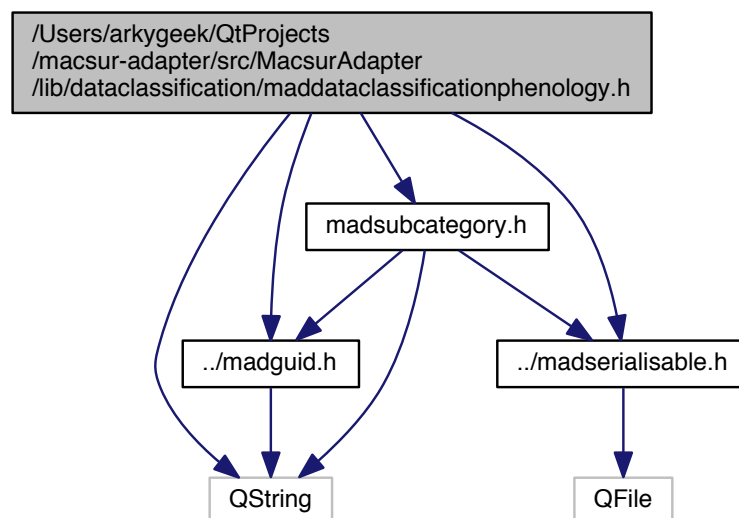 /Users/arkygeek/QtProjects
/macsur-adapter/src/MacsurAdapter
/lib/dataclassification/maddataclassificationphenology.h
madsubcategory.h
../madguid.h
../madserialisable.h
QString
QFile